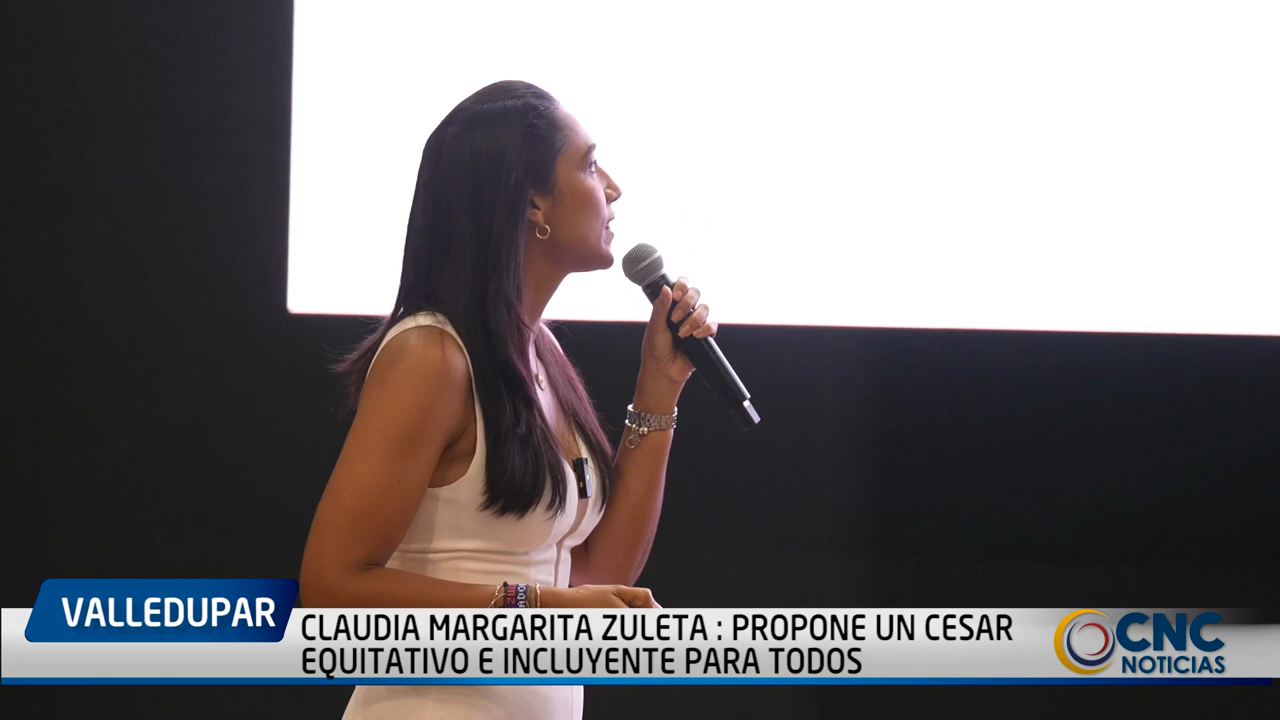 VALLEDUPAR
CLAUDIA MARGARITA ZULETA : PROPONE UN CESAR
EQUITATIVO E INCLUYENTE PARA TODOS
CNC
NOTICIAS